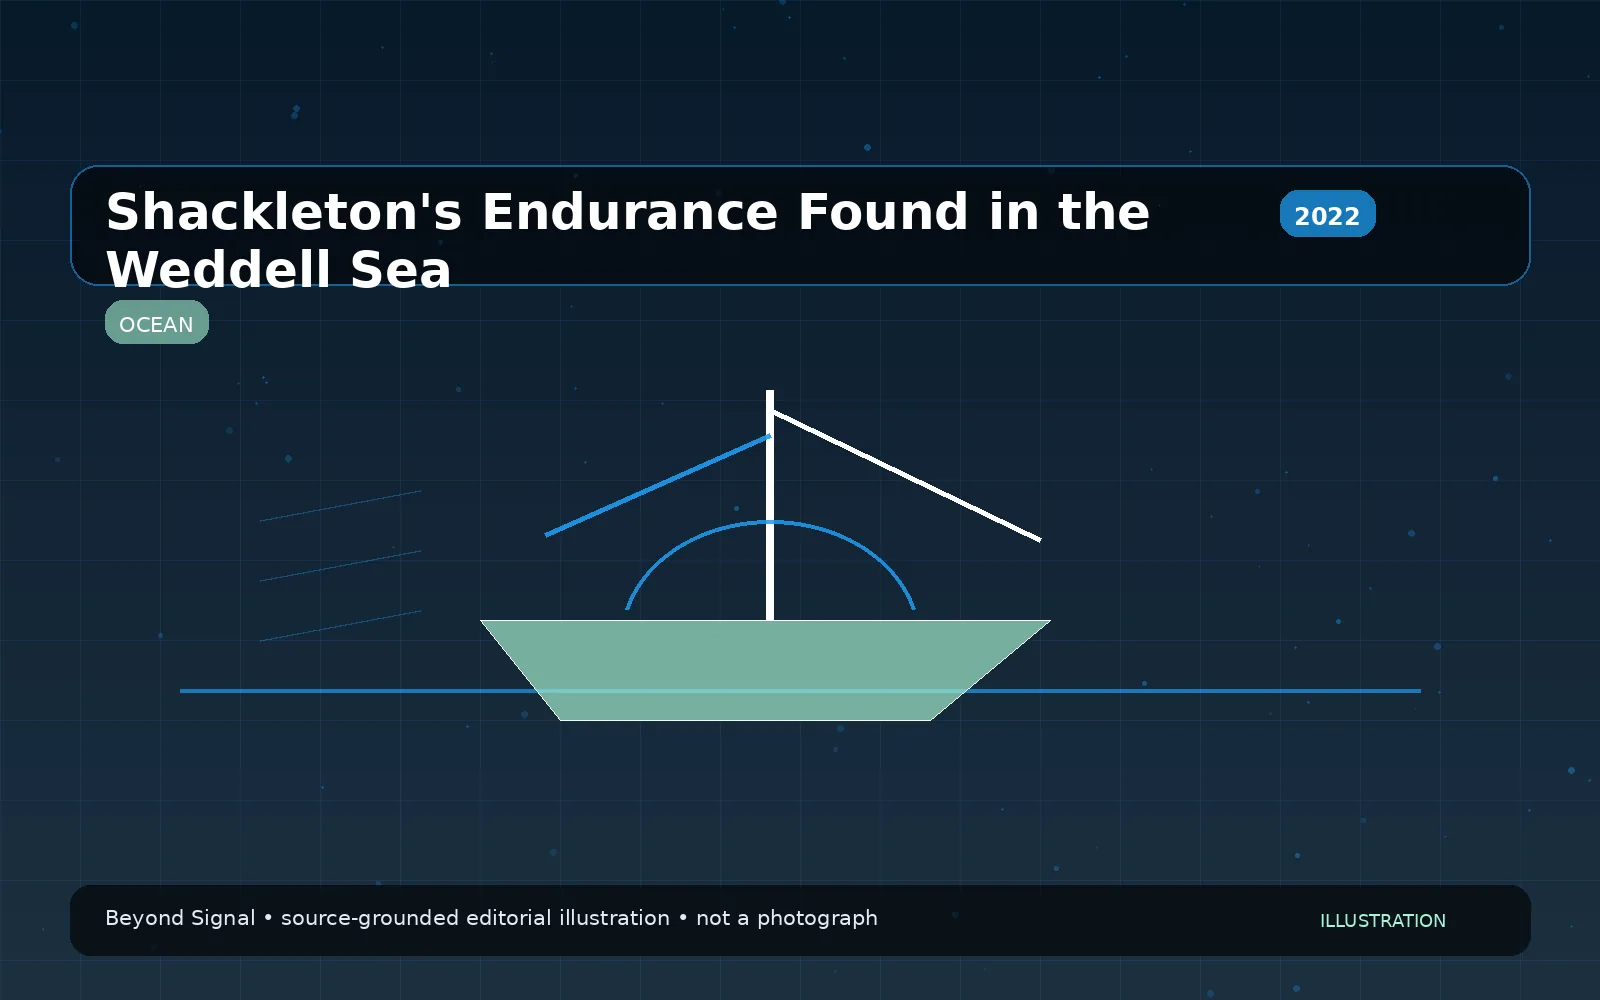 Shackleton's Endurance Found in the
Weddell Sea
2022
OCEAN
Beyond Signal • source-grounded editorial illustration • not a photograph
ILLUSTRATION